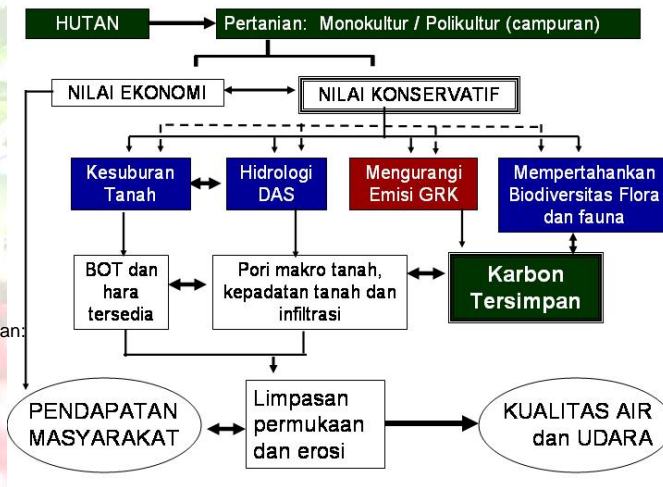 HUTAN
Pertanian: Monokultur / Polikultur (campuran)
NILAI EKONOMI
NILAI KONSERVATIF
Kesuburan
Tanah
Hidrologi
DAS
Mengurangi
Emisi GRK
Mempertahankan
Biodiversitas Flora
dan fauna
BOT dan
hara
tersedia
Pori makro tanah,
kepadatan tanah dan
infiltrasi
Karbon
Tersimpan
an:
PENDAPATAN
MASYARAKAT
Limpasan
permukaan
dan erosi
KUALITAS AIR
dan UDARA